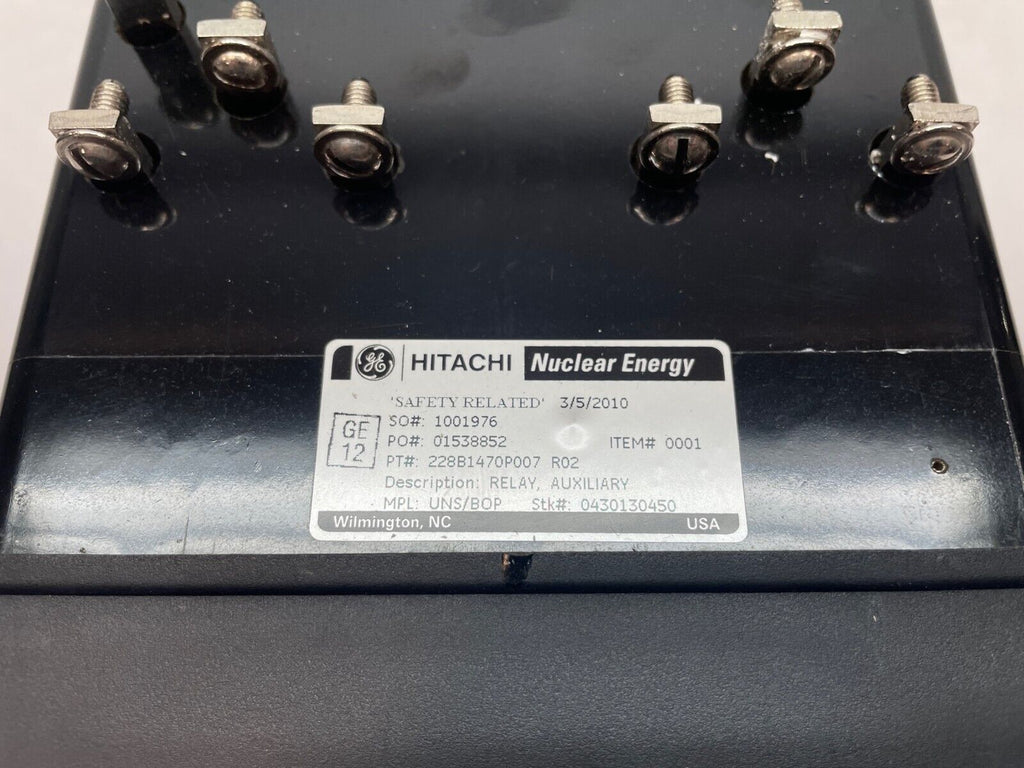 GE HITACHI Nuclear Energy
'SAFETY RELATED' 3/5/2010
SO#: 1001976
GE
12
PO#: 01538852 ITEM# 0001
PT#: 228B1470P007 R02
Description: RELAY, AUXILIARY
MPL: UNS/BOP Stk#: 0430130450
Wilmington, NC USA